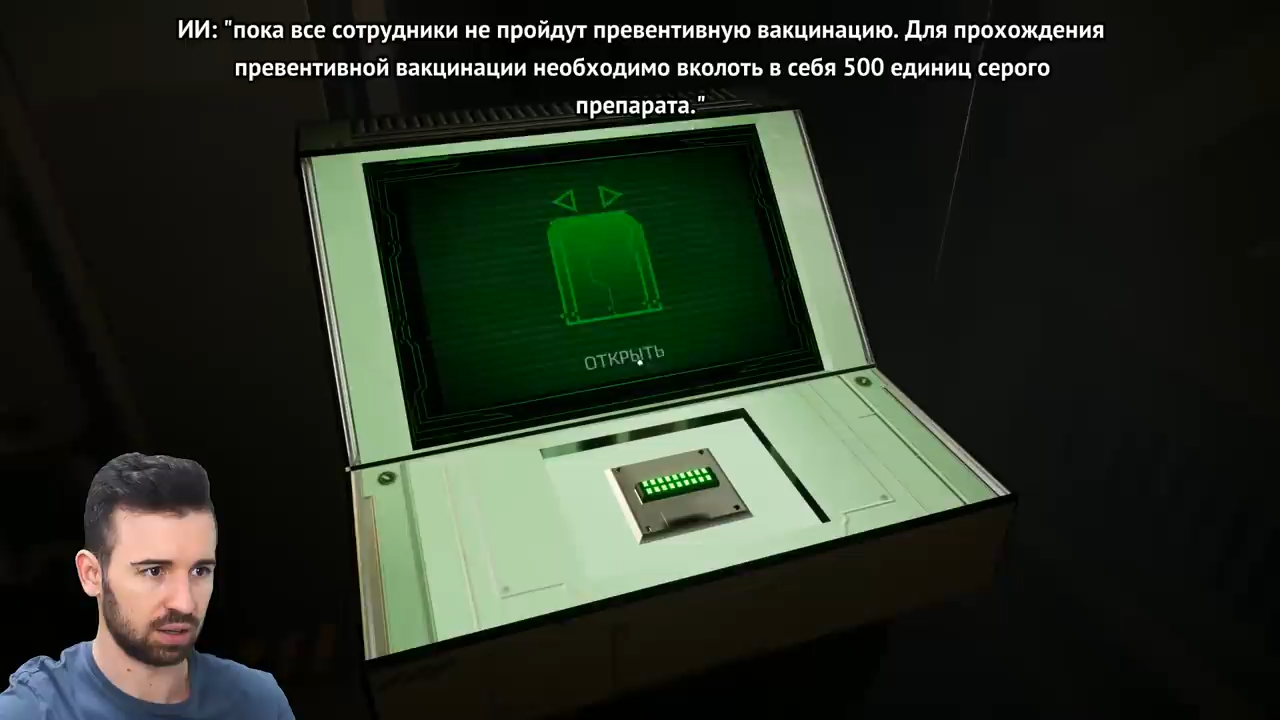 ИИ: "пока все сотрудники не пройдут превентивную вакцинацию. Для прохождения
превентивной вакцинации необходимо вколоть в себя 500 единиц серого
препарата."
ОТКРЫТЬ